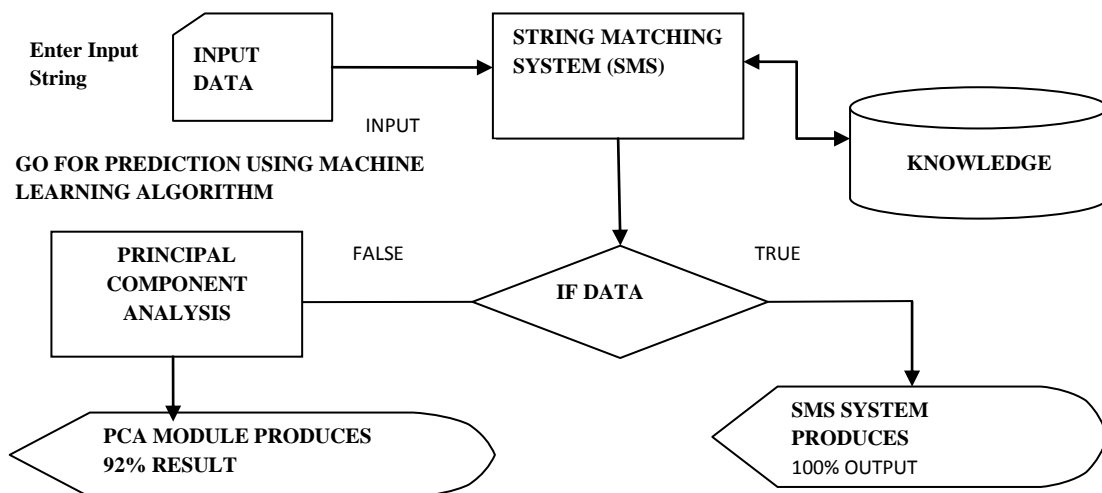 Enter Input
String
INPUT
DATA
STRING MATCHING
SYSTEM (SMS)
INPUT
KNOWLEDGE
GO FOR PREDICTION USING MACHINE
LEARNING ALGORITHM
PRINCIPAL
COMPONENT
ANALYSIS
FALSE
IF DATA
TRUE
PCA MODULE PRODUCES
92% RESULT
SMS SYSTEM
PRODUCES
100% OUTPUT